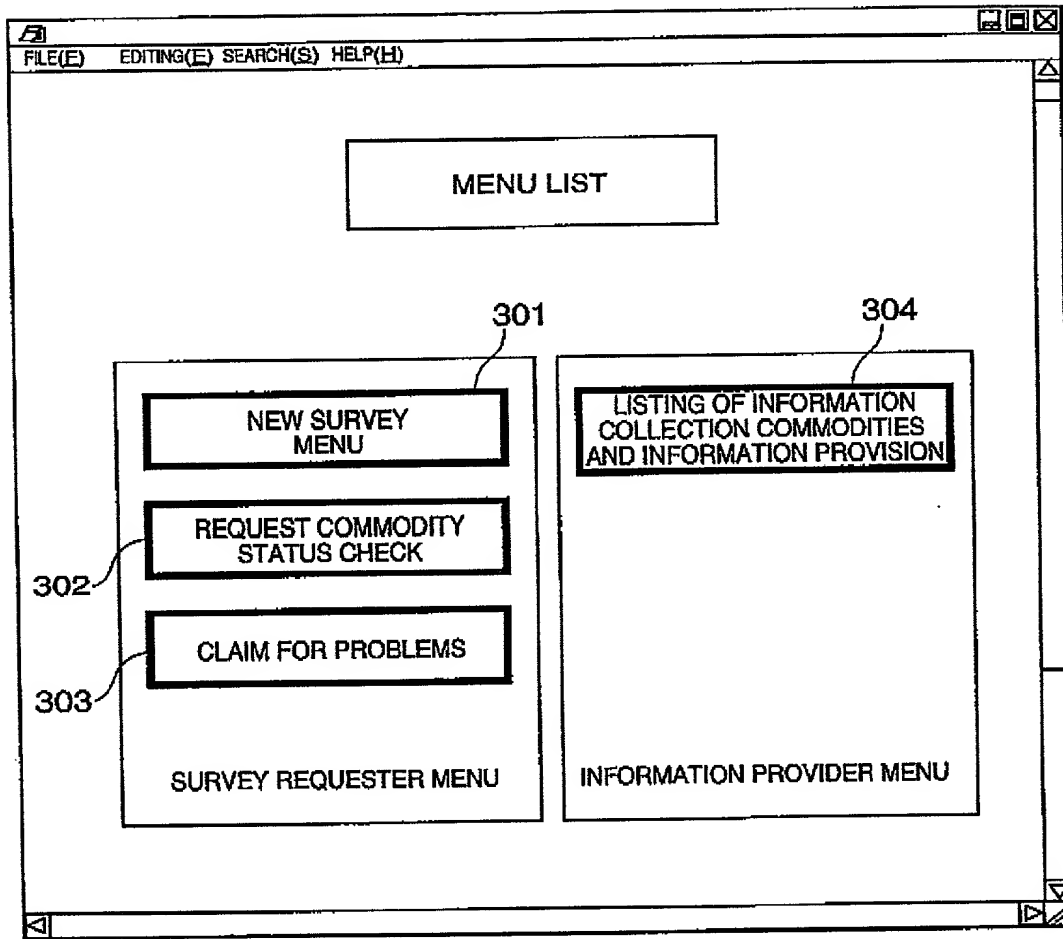 FILE(F) EDITING(E) SEARCH(S) HELP(H)
MENU LIST
301
304
NEW SURVEY
MENU
LISTING OF INFORMATION
COLLECTION COMMODITIES
AND INFORMATION PROVISION
REQUEST COMMODITY
STATUS CHECK
302
CLAIM FOR PROBLEMS
303
SURVEY REQUESTER MENU
INFORMATION PROVIDER MENU